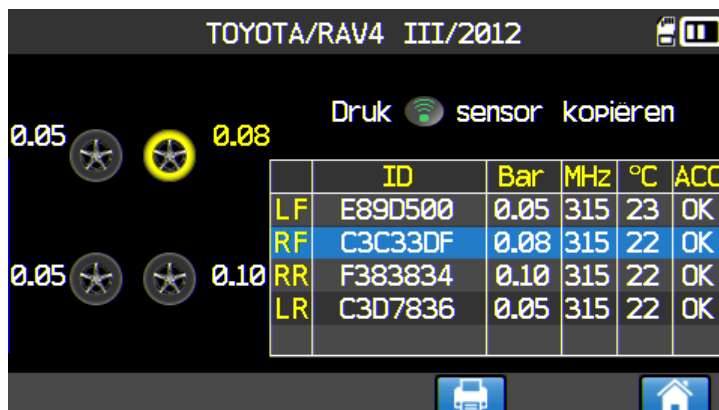 TOYOTA/RAV4 III/2012
Druk sensor kopiëren
0.05 0.08
ID Bar MHz °C ACC
LF E89D500 0.05 315 23 OK
RF C3C33DF 0.08 315 22 OK
0.05 0.10 RR F383834 0.10 315 22 OK
LR C3D7836 0.05 315 22 OK